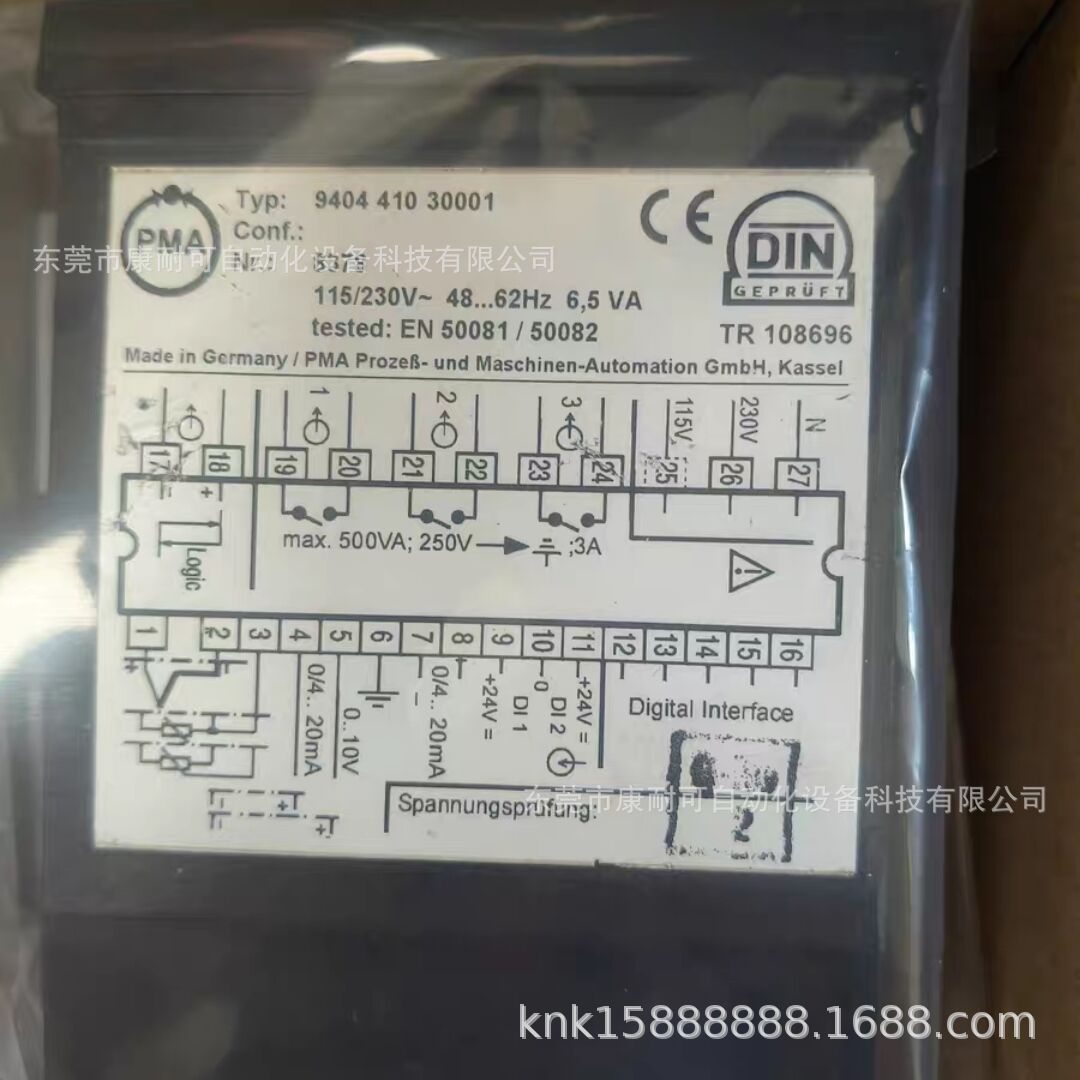 PMA
Typ: 9404 410 30001
Conf.:
东莞市康耐可自动化设备科技有限公司
115/230V~ 48...62Hz 6,5 VA
tested: EN 50081 / 50082
CE
DIN
GEPRÜFT
TR 108696
Made in Germany / PMA Prozeß- und Maschinen-Automation GmbH, Kassel
1 2 3 115V 230V N
17 18 19 20 21 22 23 24 25 26 27
- +
Logic
max. 500VA; 250V ;3A
1 2 3 4 5 6 7 8 9 10 11 12 13 14 15 16
0/4.. 20mA
0..10V
- +
0/4.. 20mA
+24V =
DI 1
0
DI 2
+24V =
Digital Interface
Spannungsprüfung:
东莞市康耐可自动化设备科技有限公司
2
knk15888888.1688.com